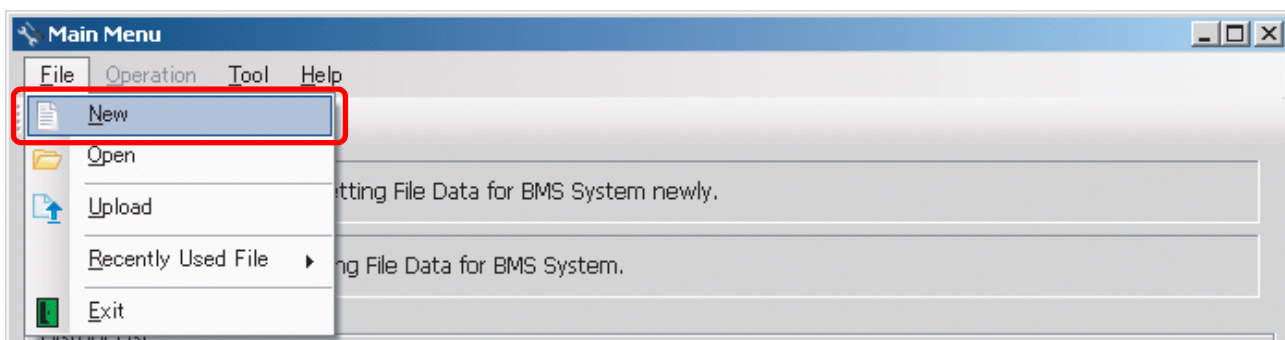 Main Menu
File Operation Tool Help
New
Open
Upload
tting File Data for BMS System newly.
Recently Used File
ng File Data for BMS System.
Exit